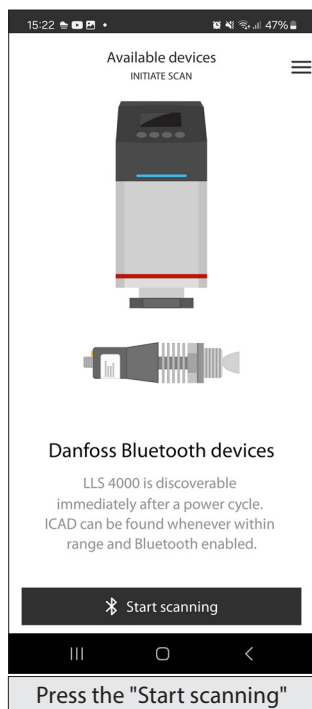 15:22
47%
Available devices
INITIATE SCAN
Danfoss Bluetooth devices
LLS 4000 is discoverable
immediately after a power cycle.
ICAD can be found whenever within
range and Bluetooth enabled.
Start scanning
Press the "Start scanning"